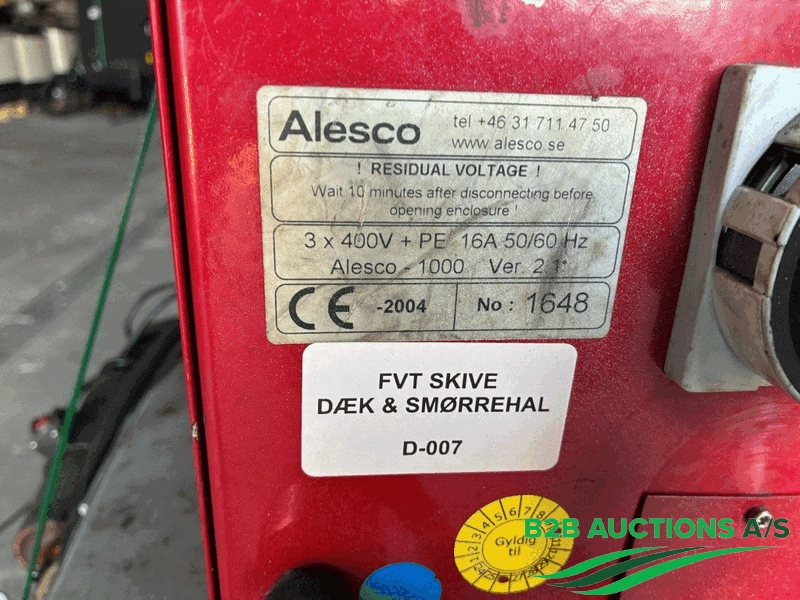 Alesco
tel +46 31 711 47 50
www.alesco.se
! RESIDUAL VOLTAGE !
Wait 10 minutes after disconnecting before
opening enclosure !
3 x 400V + PE 16A 50/60 Hz
Alesco - 1000 Ver. 2.1
CE -2004 No : 1648
FVT SKIVE
DÆK & SMØRREHAL
D-007
Gyldig
til
B2B AUCTIONS A/S